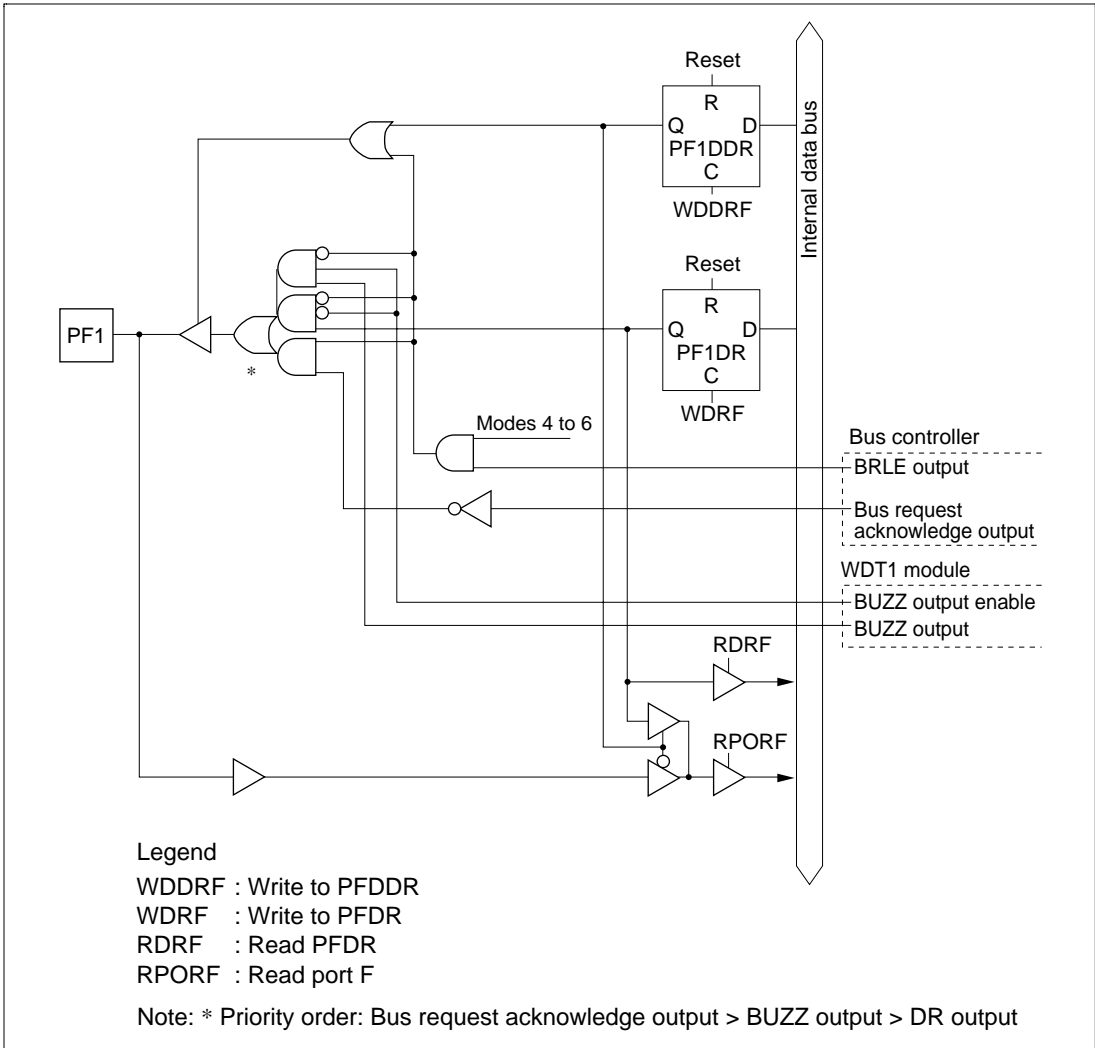 Reset
R
Q D
PF1DDR
C
WDDRF
Internal data bus
Reset
R
PF1
Q D
PF1DR
C
*
WDRF
Modes 4 to 6
Bus controller
BRLE output
Bus request
acknowledge output
WDT1 module
BUZZ output enable
BUZZ output
RDRF
RPORF
Legend
WDDRF : Write to PFDDR
WDRF : Write to PFDR
RDRF : Read PFDR
RPORF : Read port F
Note: * Priority order: Bus request acknowledge output > BUZZ output > DR output